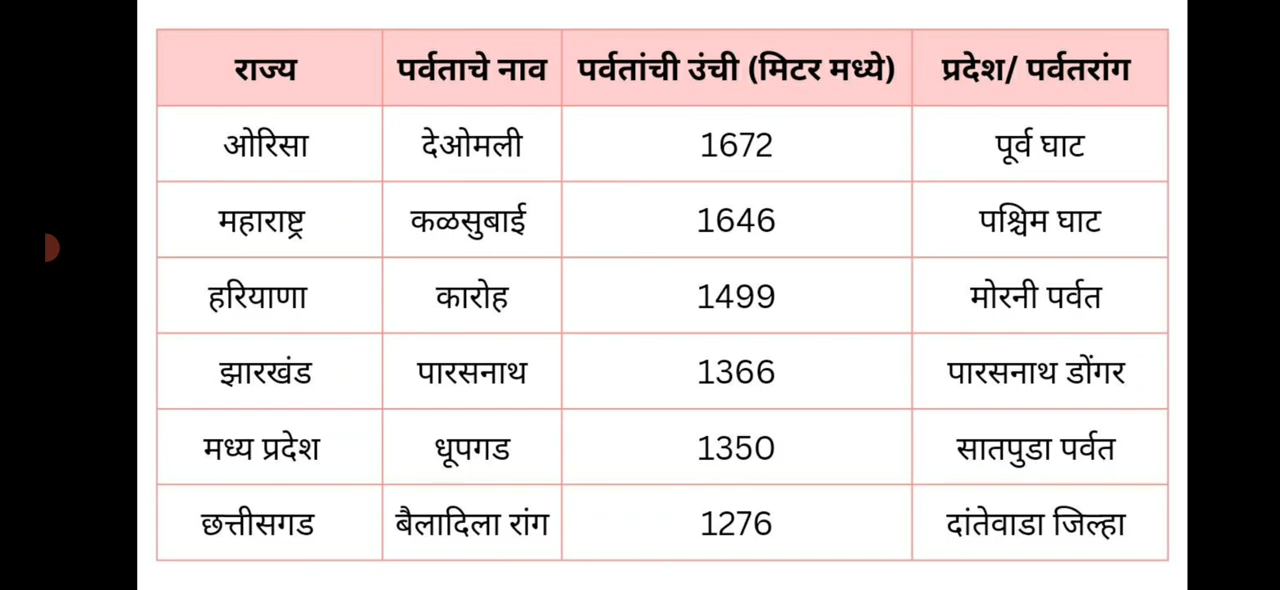 राज्य पर्वताचे नाव पर्वतांची उंची (मिटर मध्ये) प्रदेश/ पर्वतरांग
ओरिसा देओमली 1672 पूर्व घाट
महाराष्ट्र कळसुबाई 1646 पश्चिम घाट
हरियाणा कारोह 1499 मोरनी पर्वत
झारखंड पारसनाथ 1366 पारसनाथ डोंगर
मध्य प्रदेश धूपगड 1350 सातपुडा पर्वत
छत्तीसगड बैलादिला रांग 1276 दांतेवाडा जिल्हा